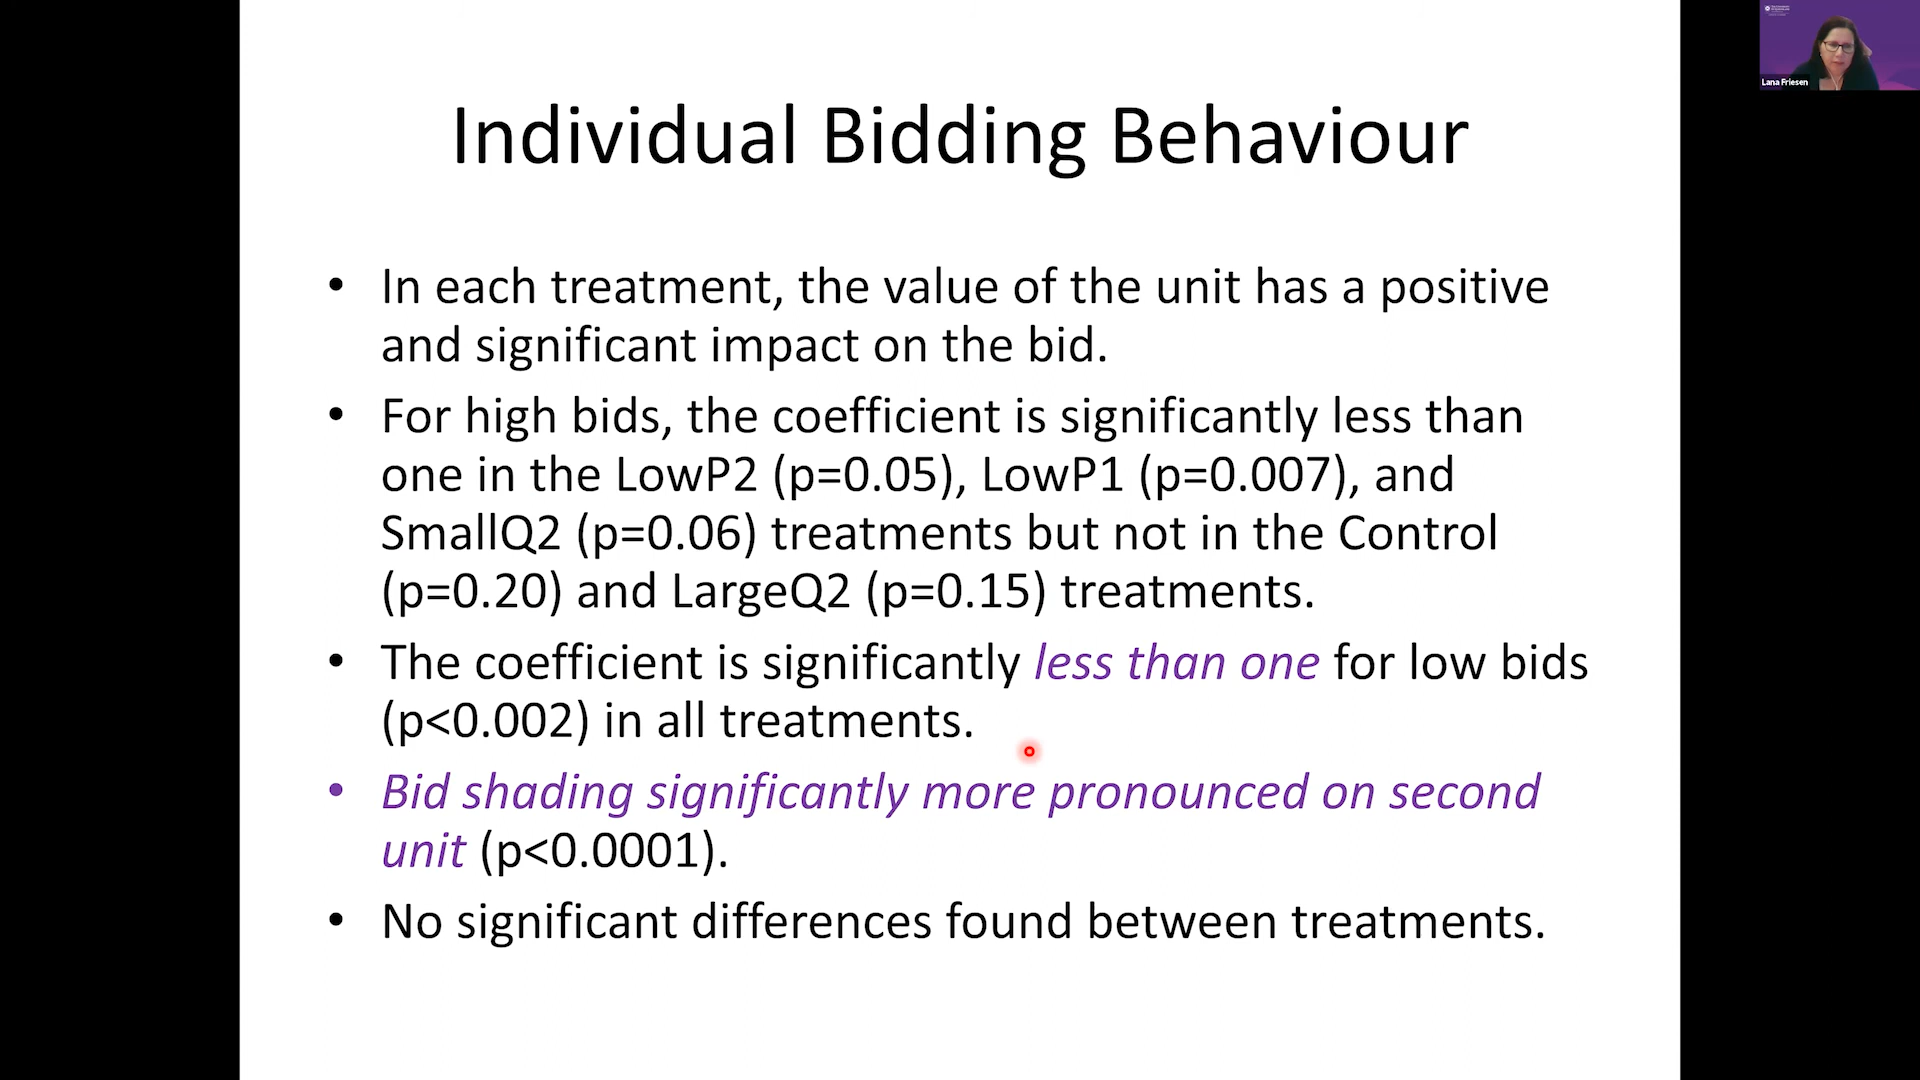 Individual Bidding Behaviour
• In each treatment, the value of the unit has a positive
and significant impact on the bid.
• For high bids, the coefficient is significantly less than
one in the LowP2 (p=0.05), LowP1 (p=0.007), and
SmallQ2 (p=0.06) treatments but not in the Control
(p=0.20) and LargeQ2 (p=0.15) treatments.
• The coefficient is significantly less than one for low bids
(p<0.002) in all treatments.
• Bid shading significantly more pronounced on second
unit (p<0.0001).
• No significant differences found between treatments.
Lana Friesen